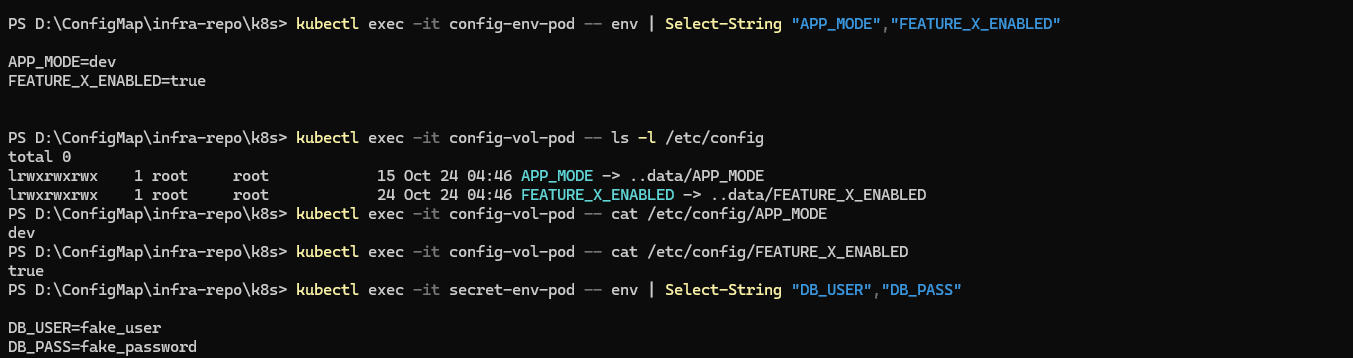 PS D:\ConfigMap\infra-repo\k8s> kubectl exec -it config-env-pod -- env | Select-String "APP_MODE","FEATURE_X_ENABLED"
APP_MODE=dev
FEATURE_X_ENABLED=true
PS D:\ConfigMap\infra-repo\k8s> kubectl exec -it config-vol-pod -- ls -l /etc/config
total 0
lrwxrwxrwx    1 root     root            15 Oct 24 04:46 APP_MODE -> ..data/APP_MODE
lrwxrwxrwx    1 root     root            24 Oct 24 04:46 FEATURE_X_ENABLED -> ..data/FEATURE_X_ENABLED
PS D:\ConfigMap\infra-repo\k8s> kubectl exec -it config-vol-pod -- cat /etc/config/APP_MODE
dev
PS D:\ConfigMap\infra-repo\k8s> kubectl exec -it config-vol-pod -- cat /etc/config/FEATURE_X_ENABLED
true
PS D:\ConfigMap\infra-repo\k8s> kubectl exec -it secret-env-pod -- env | Select-String "DB_USER","DB_PASS"
DB_USER=fake_user
DB_PASS=fake_password